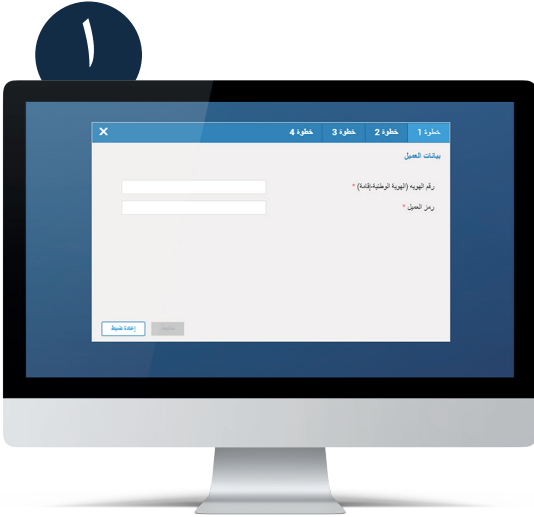 ١
خطوة 1 خطوة 2 خطوة 3 خطوة 4 ×
بيانات العميل
رقم الهويه (الهوية الوطنية-إقامة) *
رمز العميل *
إعادة ضبط